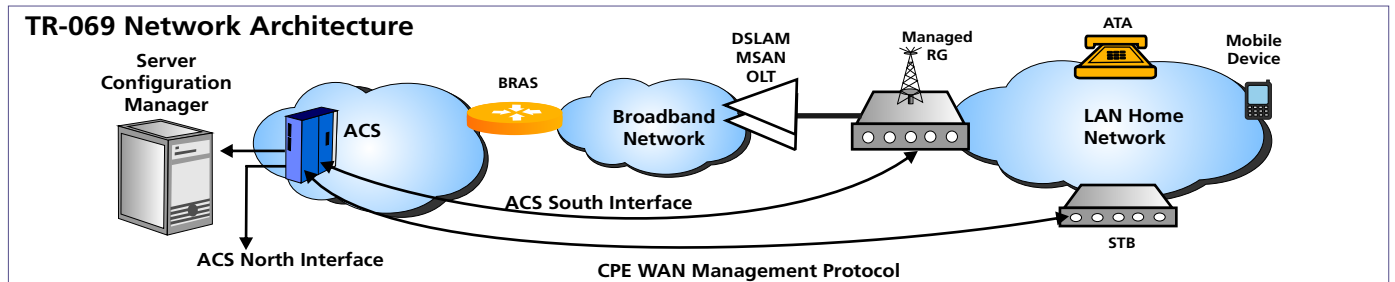 TR-069 Network Architecture
Server
Configuration
Manager
ACS
BRAS
Broadband
Network
DSLAM
MSAN
OLT
Managed
RG
ATA
Mobile
Device
LAN Home
Network
STB
ACS South Interface
ACS North Interface
CPE WAN Management Protocol